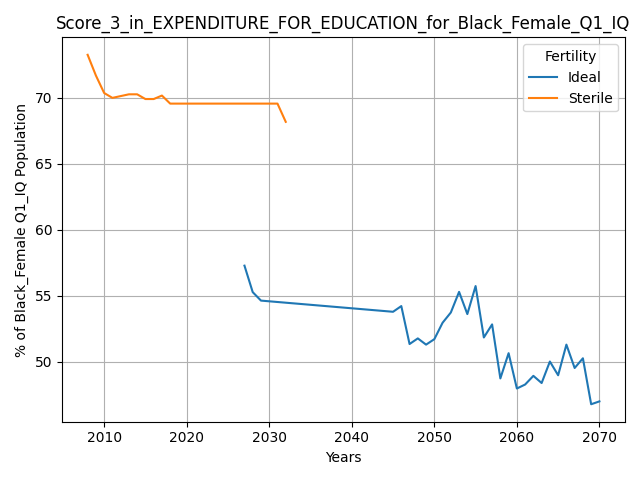 Score_3_in_EXPENDITURE_FOR_EDUCATION_for_Black_Female_Q1_IQ
Fertility
Ideal
Sterile
% of Black_Female Q1_IQ Population
70
65
60
55
50
2010 2020 2030 2040 2050 2060 2070
Years